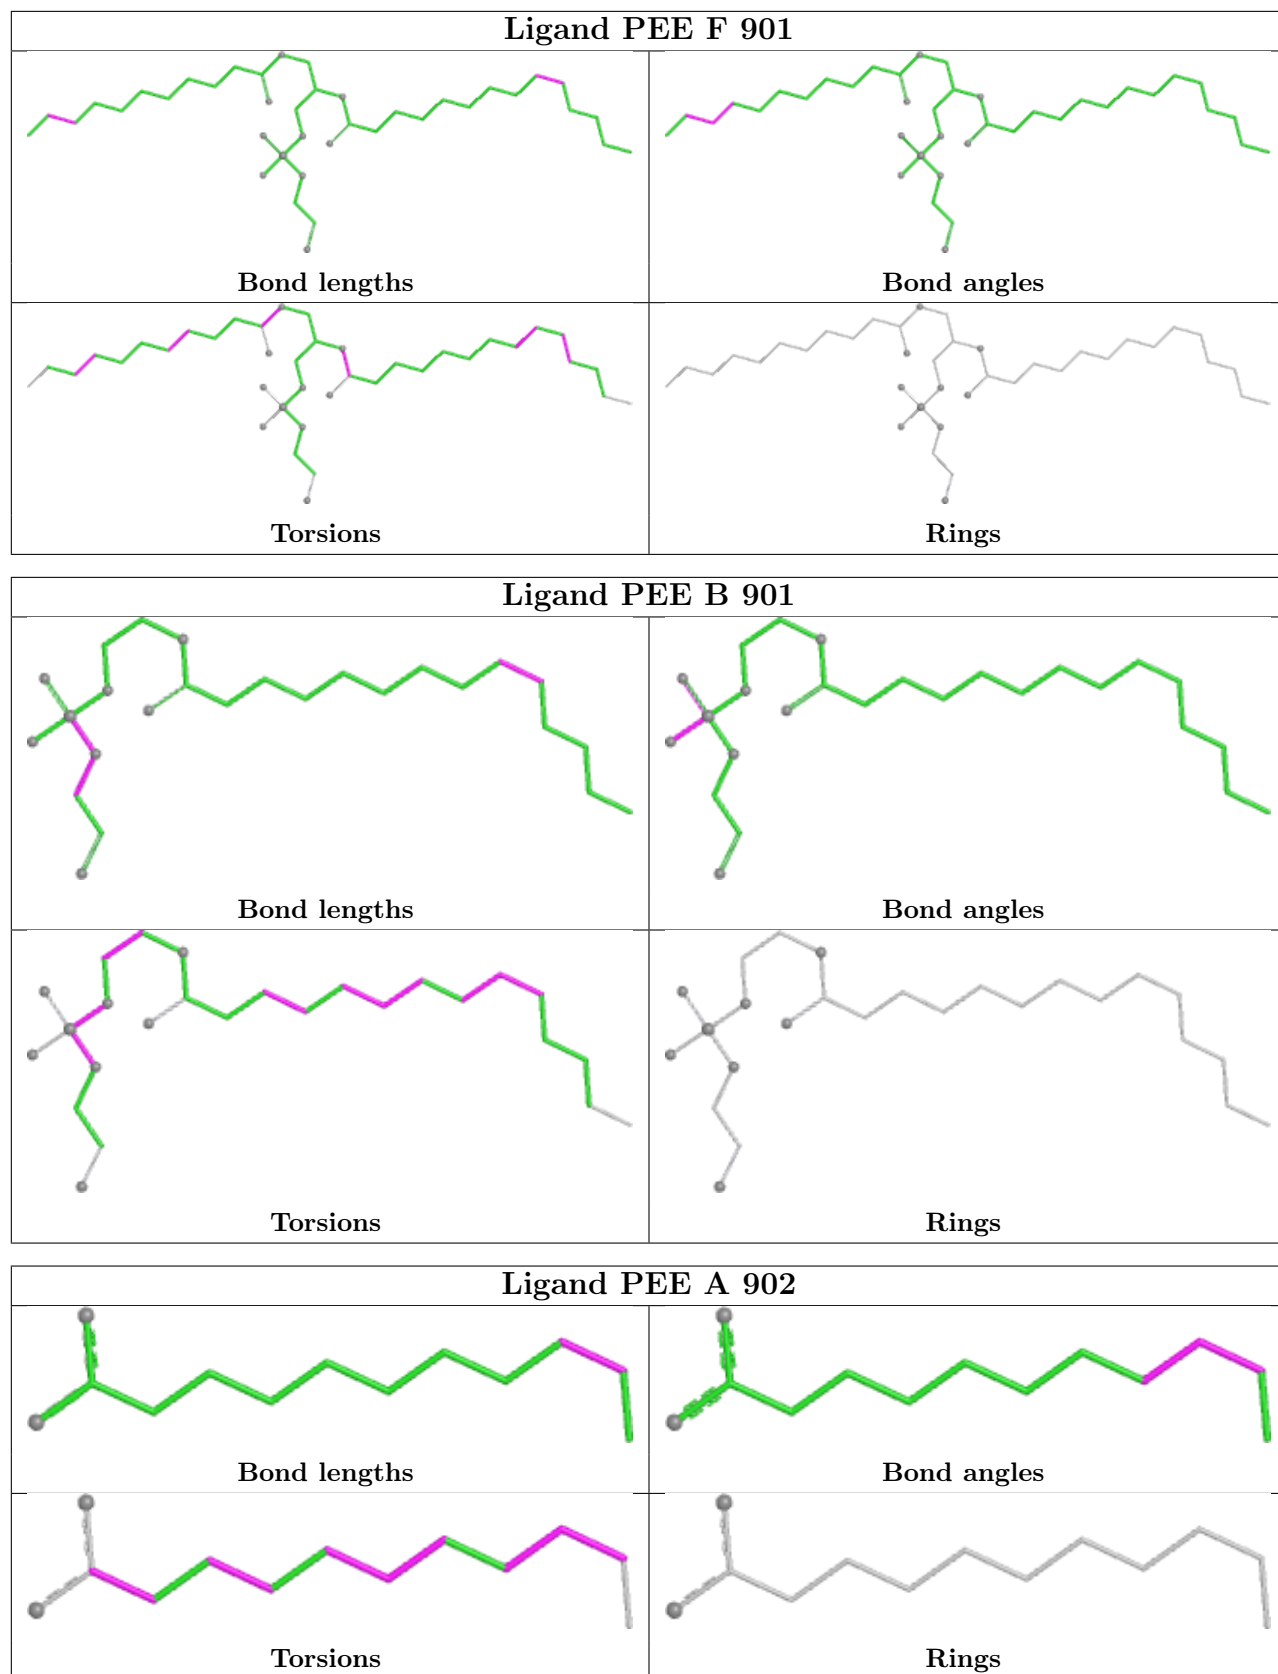 Ligand PEE F 901
Bond lengths
Bond angles
Torsions
Rings
Ligand PEE B 901
Bond lengths
Bond angles
Torsions
Rings
Ligand PEE A 902
Bond lengths
Bond angles
Torsions
Rings